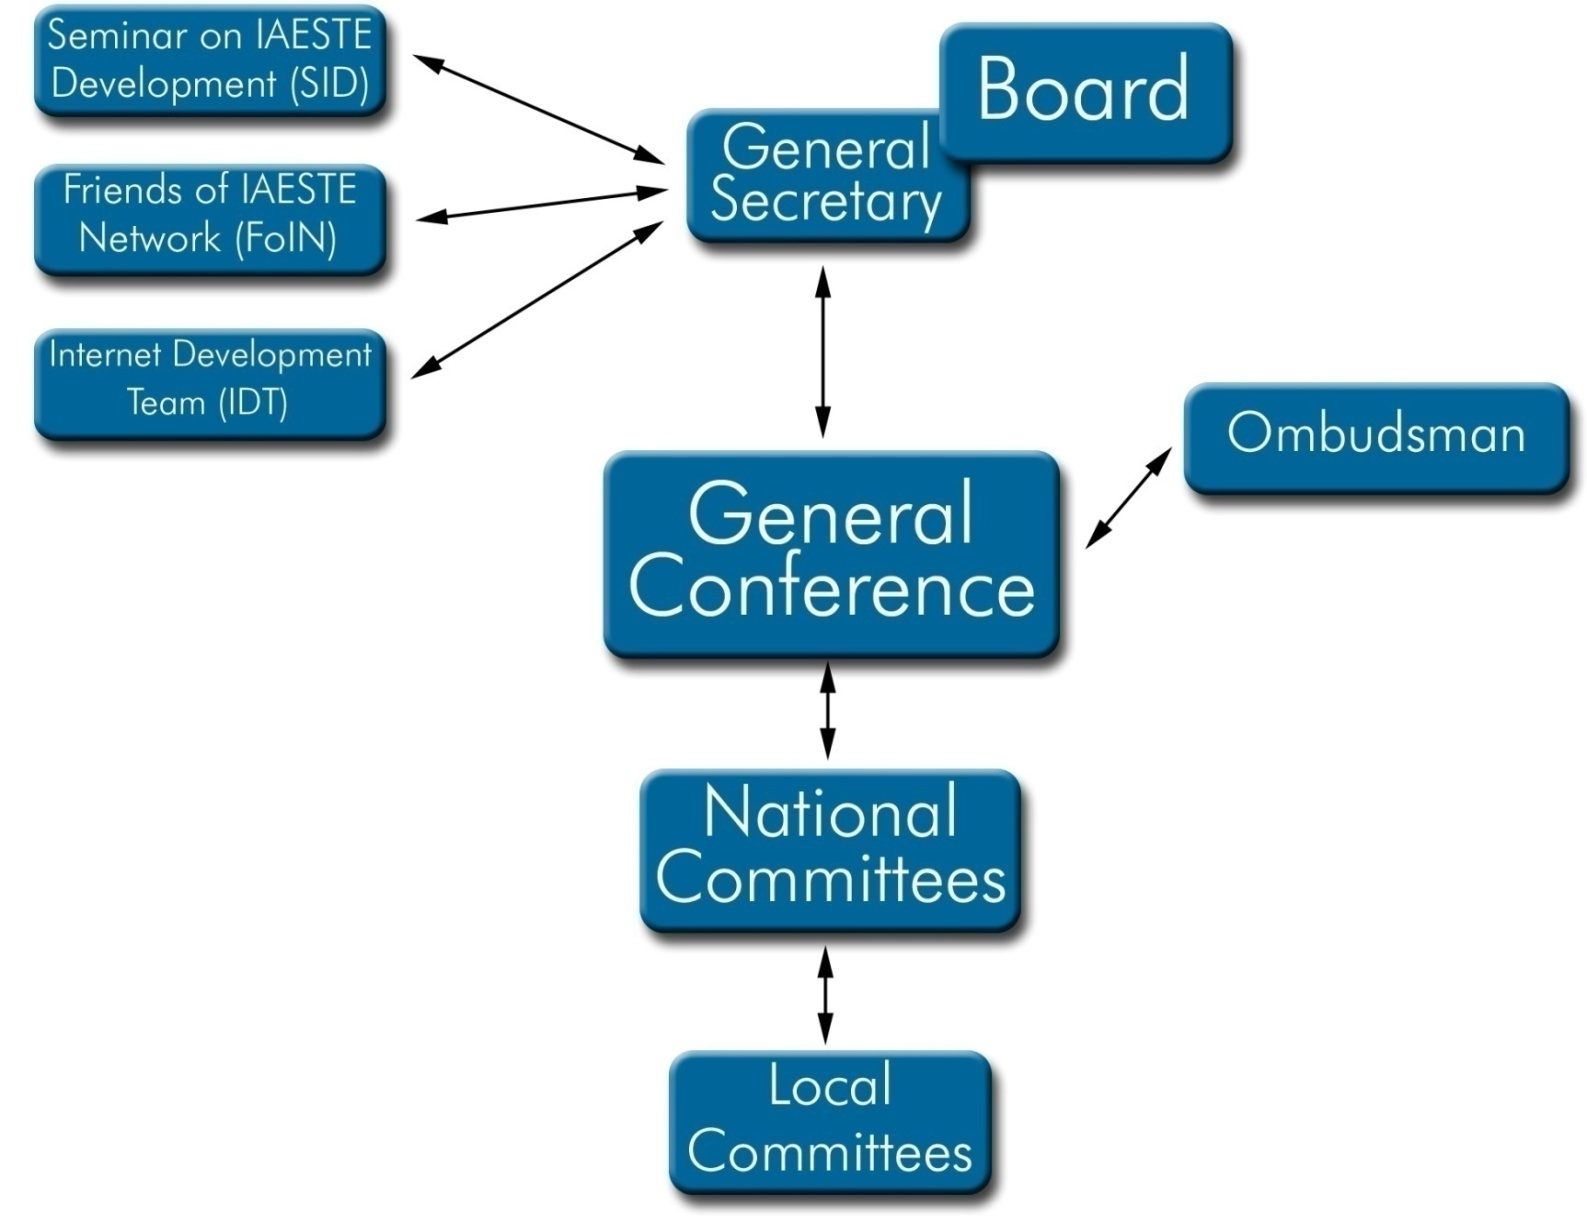 Seminar on IAESTE
Development (SID)
Board
General
Secretary
Friends of IAESTE
Network (FoIN)
Internet Development
Team (IDT)
Ombudsman
General
Conference
National
Committees
Local
Committees